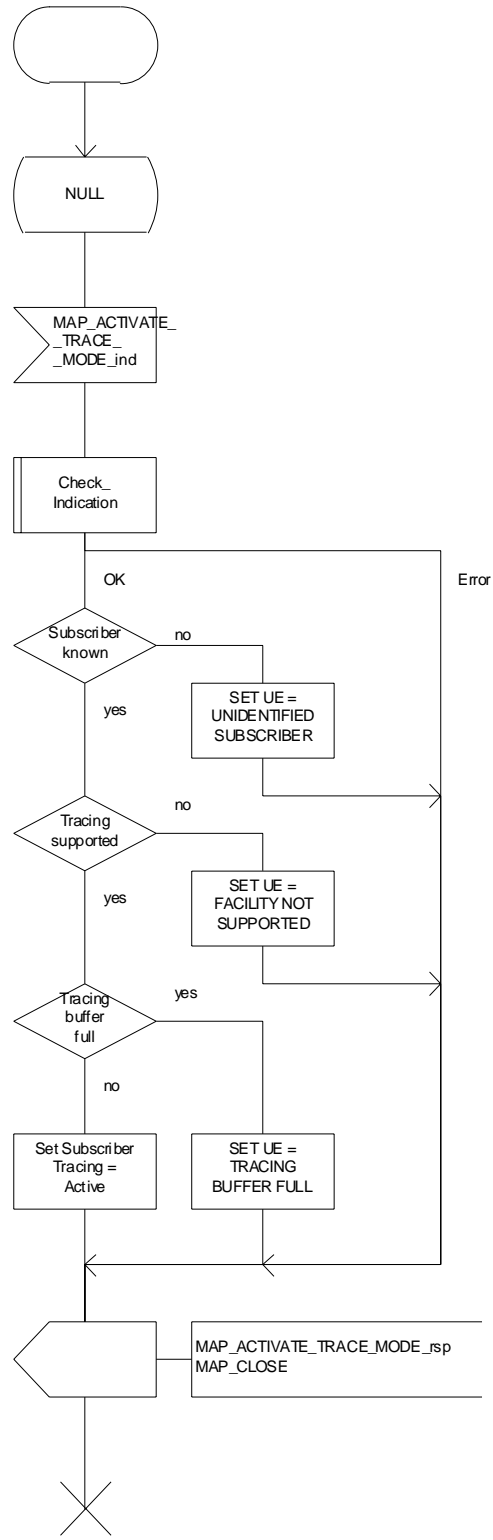 NULL
MAP_ACTIVATE_
_TRACE_
_MODE_ind
Check_
Indication
OK
Error
Subscriber
known
no
yes
SET UE =
UNIDENTIFIED
SUBSCRIBER
Tracing
supported
no
yes
SET UE =
FACILITY NOT
SUPPORTED
Tracing
buffer
full
yes
no
Set Subscriber
Tracing =
Active
SET UE =
TRACING
BUFFER FULL
MAP_ACTIVATE_TRACE_MODE_rsp
MAP_CLOSE